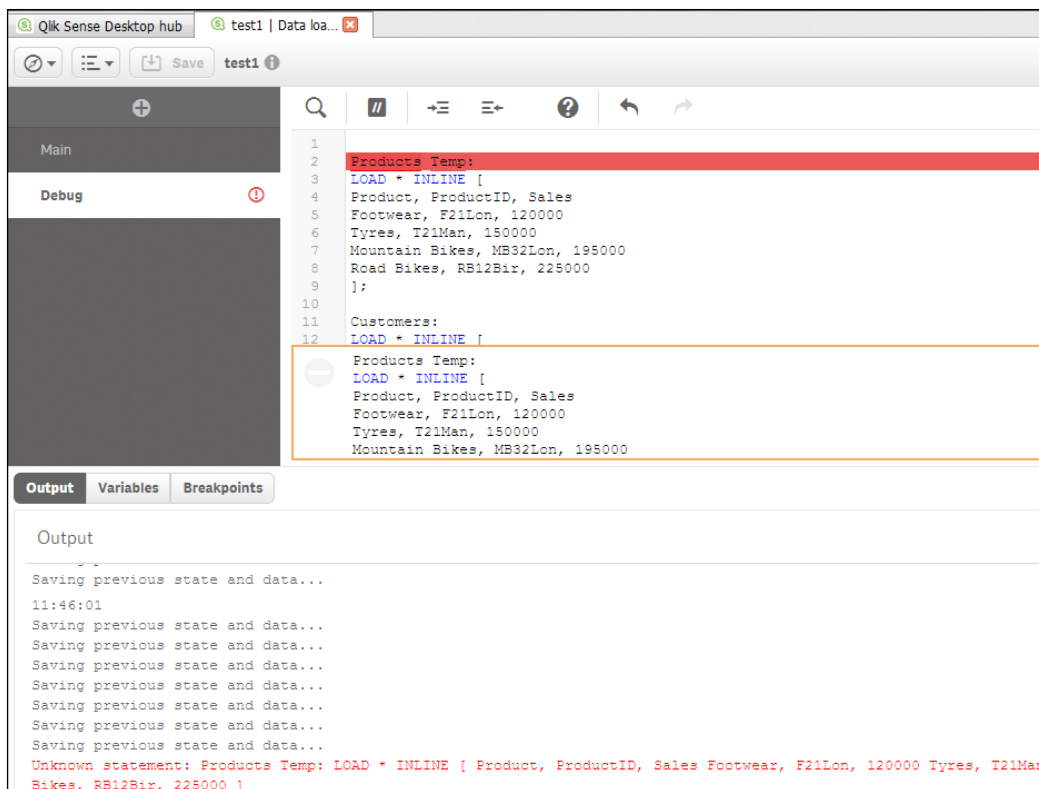 Qlik Sense Desktop hub
test1 | Data loa...
Save
test1
Main
Debug
1
2 Products Temp:
3 LOAD * INLINE [
4 Product, ProductID, Sales
5 Footwear, F21Lon, 120000
6 Tyres, T21Man, 150000
7 Mountain Bikes, MB32Lon, 195000
8 Road Bikes, RB12Bir, 225000
9 ];
10
11 Customers:
12 LOAD * INLINE [
Products Temp:
LOAD * INLINE [
Product, ProductID, Sales
Footwear, F21Lon, 120000
Tyres, T21Man, 150000
Mountain Bikes, MB32Lon, 195000
Output Variables Breakpoints
Output
Saving previous state and data...
11:46:01
Saving previous state and data...
Saving previous state and data...
Saving previous state and data...
Saving previous state and data...
Saving previous state and data...
Saving previous state and data...
Saving previous state and data...
Unknown statement: Products Temp: LOAD * INLINE [ Product, ProductID, Sales Footwear, F21Lon, 120000 Tyres, T21Ma
Bikes, RB12Bir, 225000 ]